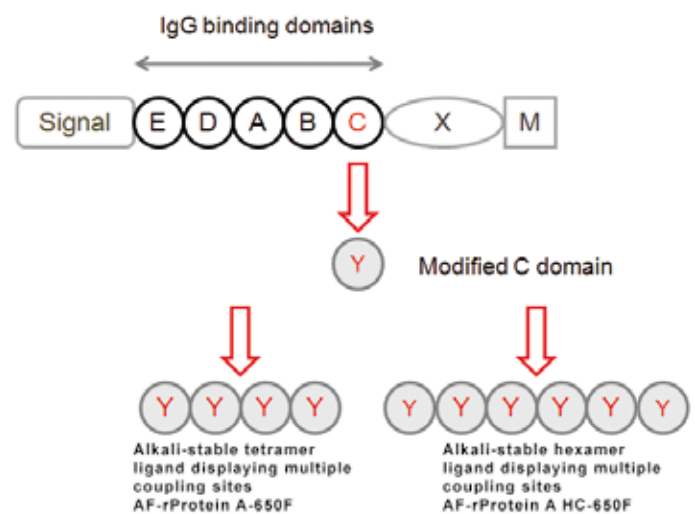 IgG binding domains
Signal E D A B C X M
Y Modified C domain
Y Y Y Y Y Y Y Y Y Y
Alkali-stable tetramer
ligand displaying multiple
coupling sites
AF-rProtein A-650F
Alkali-stable hexamer
ligand displaying multiple
coupling sites
AF-rProtein A HC-650F